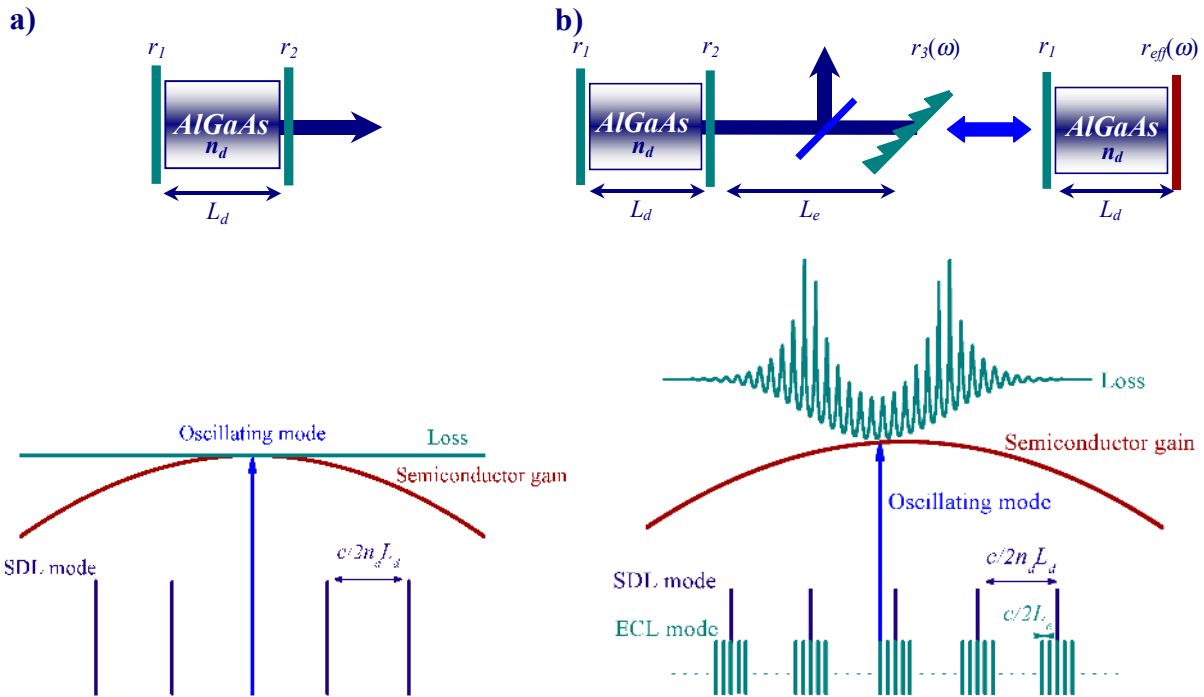 a)
r1
r2
AlGaAs
nd
Ld
b)
r1
r2
r3(ω)
r1
reff(ω)
AlGaAs
nd
AlGaAs
nd
Ld
Le
Ld
Oscillating mode
Loss
Semiconductor gain
SDL mode
c/2ndLd
Loss
Semiconductor gain
Oscillating mode
SDL mode
c/2ndLd
ECL mode
c/2Le